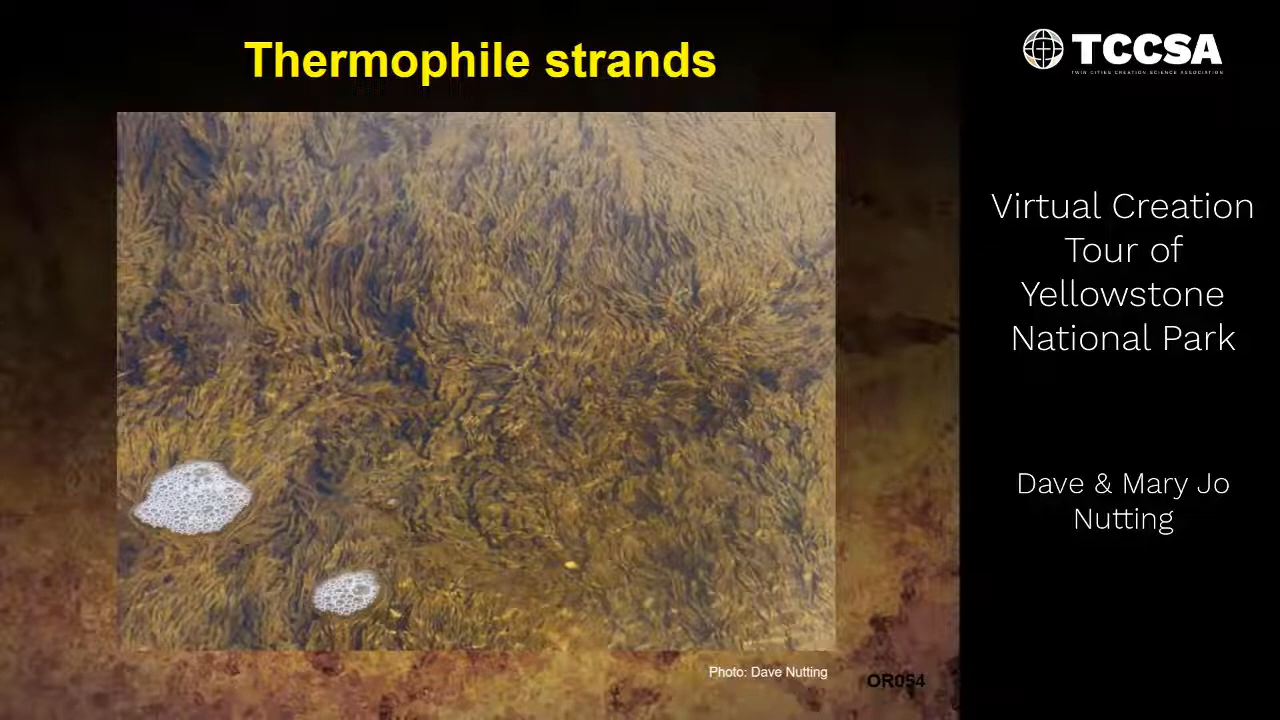 Thermophile strands
TCCSA
TWIN CITIES CREATION SCIENCE ASSOCIATION
Virtual Creation
Tour of
Yellowstone
National Park
Dave & Mary Jo
Nutting
Photo: Dave Nutting
OR054